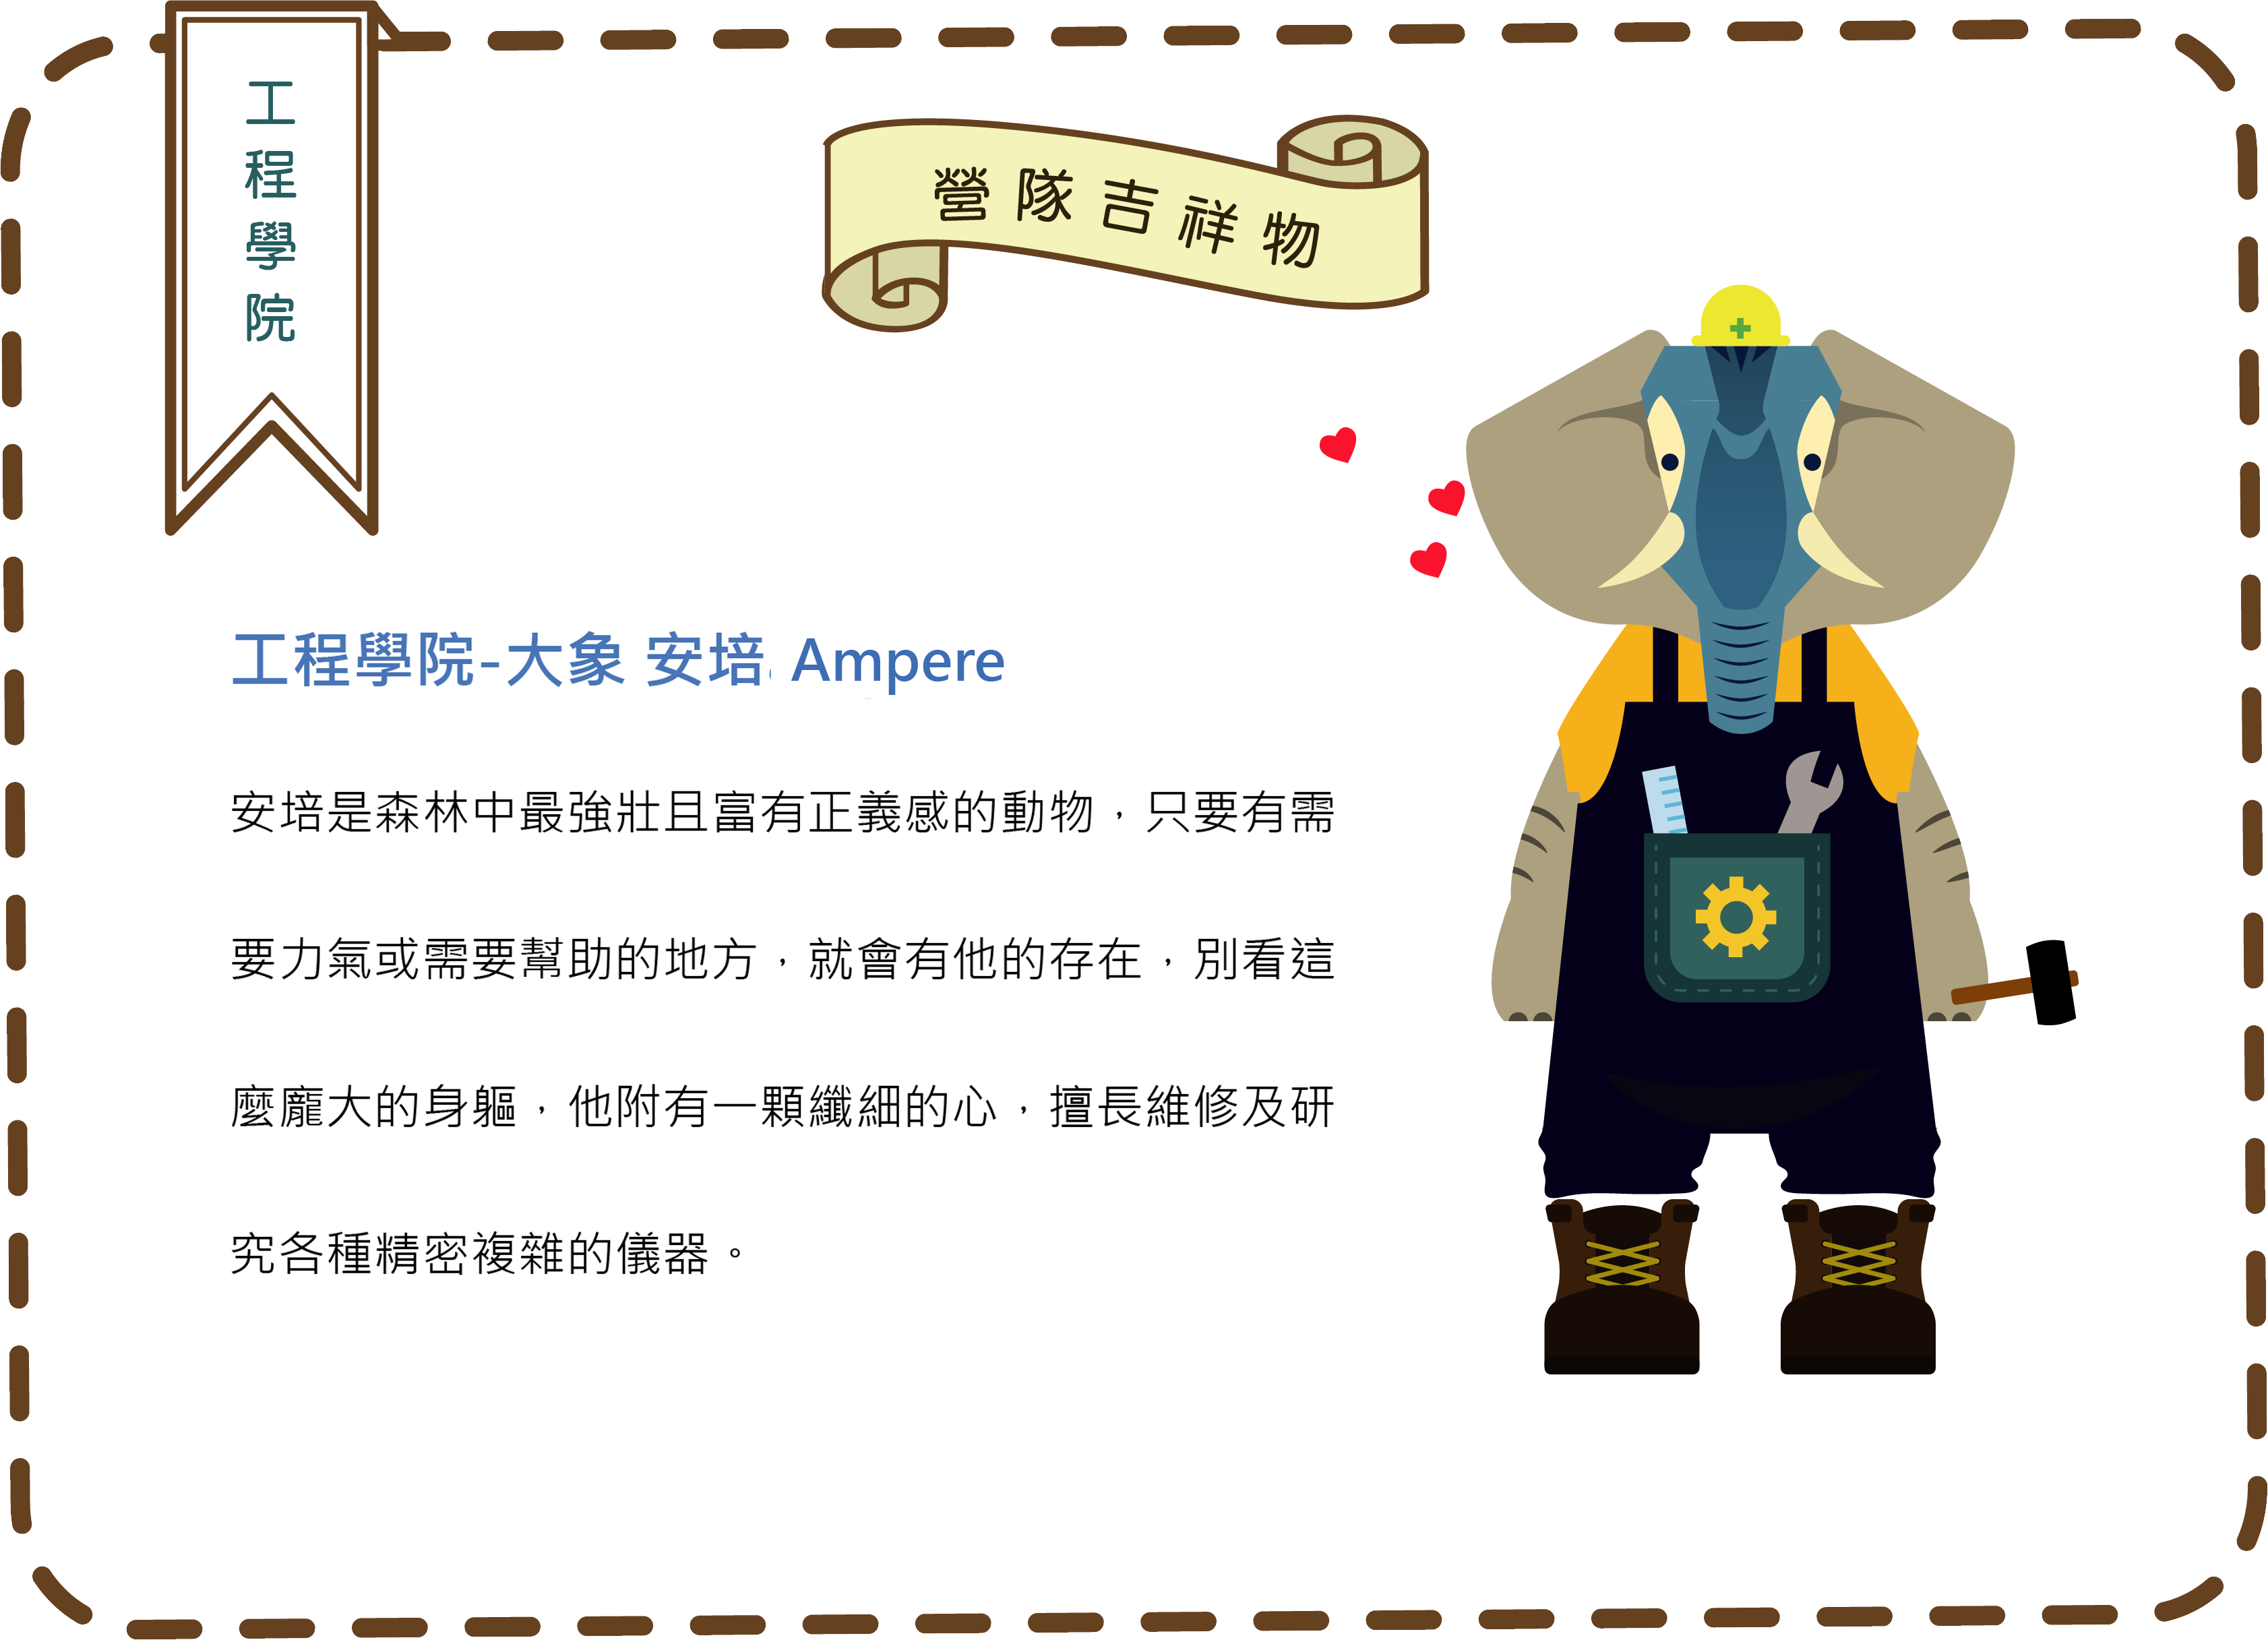 工程學院
營隊吉祥物
工程學院-大象 安培 Ampere
安培是森林中最強壯且富有正義感的動物，只要有需
要力氣或需要幫助的地方，就會有他的存在，別看這
麼龐大的身軀，他附有一顆纖細的心，擅長維修及研
究各種精密複雜的儀器。